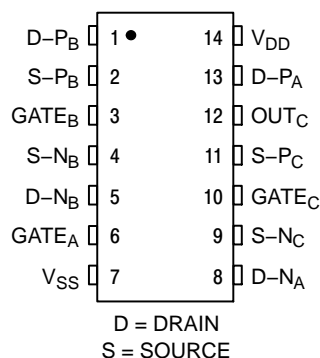 D–P_B 1 14 V_DD
S–P_B 2 13 D–P_A
GATE_B 3 12 OUT_C
S–N_B 4 11 S–P_C
D–N_B 5 10 GATE_C
GATE_A 6 9 S–N_C
V_SS 7 8 D–N_A
D = DRAIN
S = SOURCE